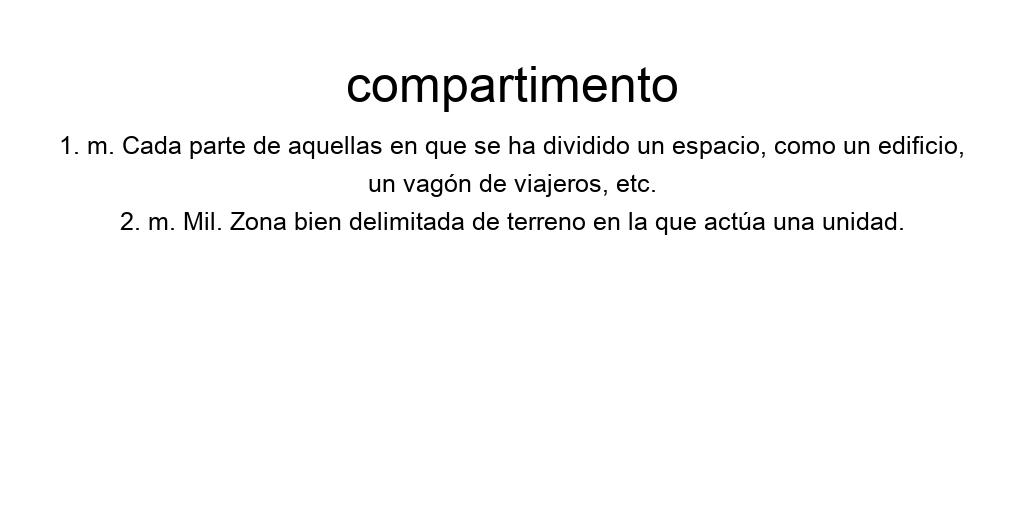 compartimento
1. m. Cada parte de aquellas en que se ha dividido un espacio, como un edificio,
un vagón de viajeros, etc.
2. m. Mil. Zona bien delimitada de terreno en la que actúa una unidad.